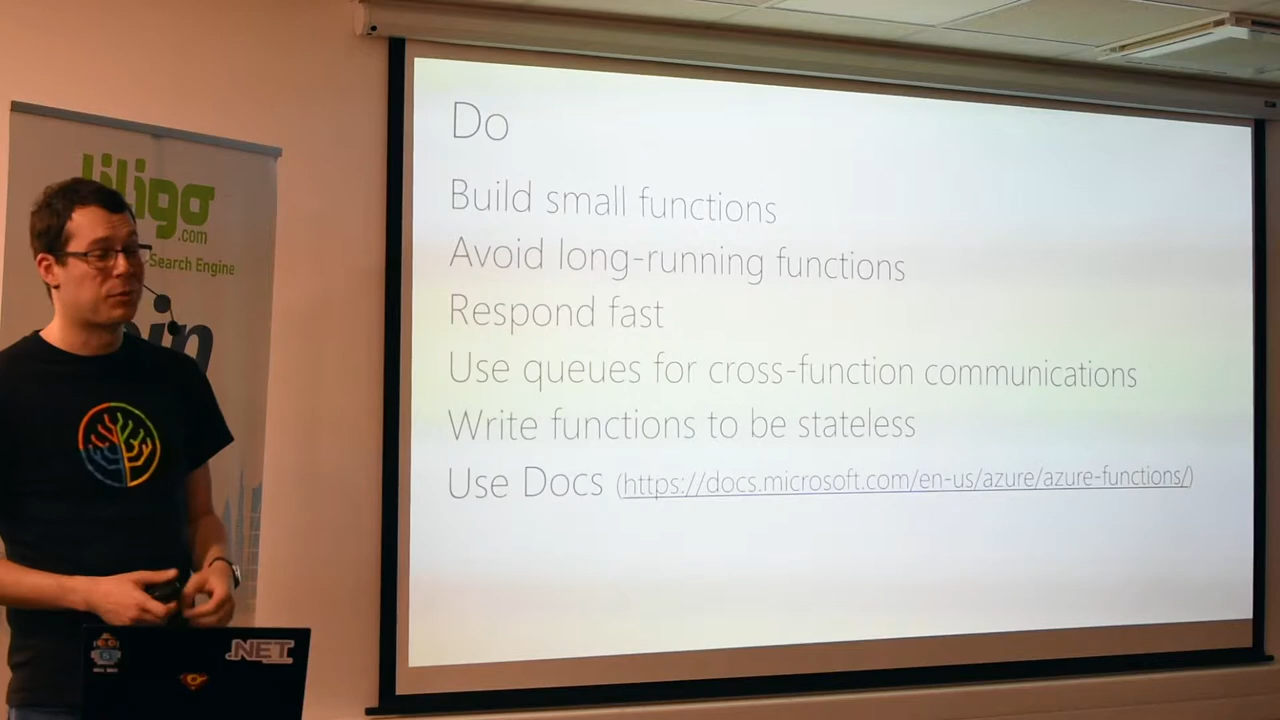 Do
Build small functions
Avoid long-running functions
Respond fast
Use queues for cross-function communications
Write functions to be stateless
Use Docs (https://docs.microsoft.com/en-us/azure/azure-functions/)
liligo
.com
Search Engine
.NET